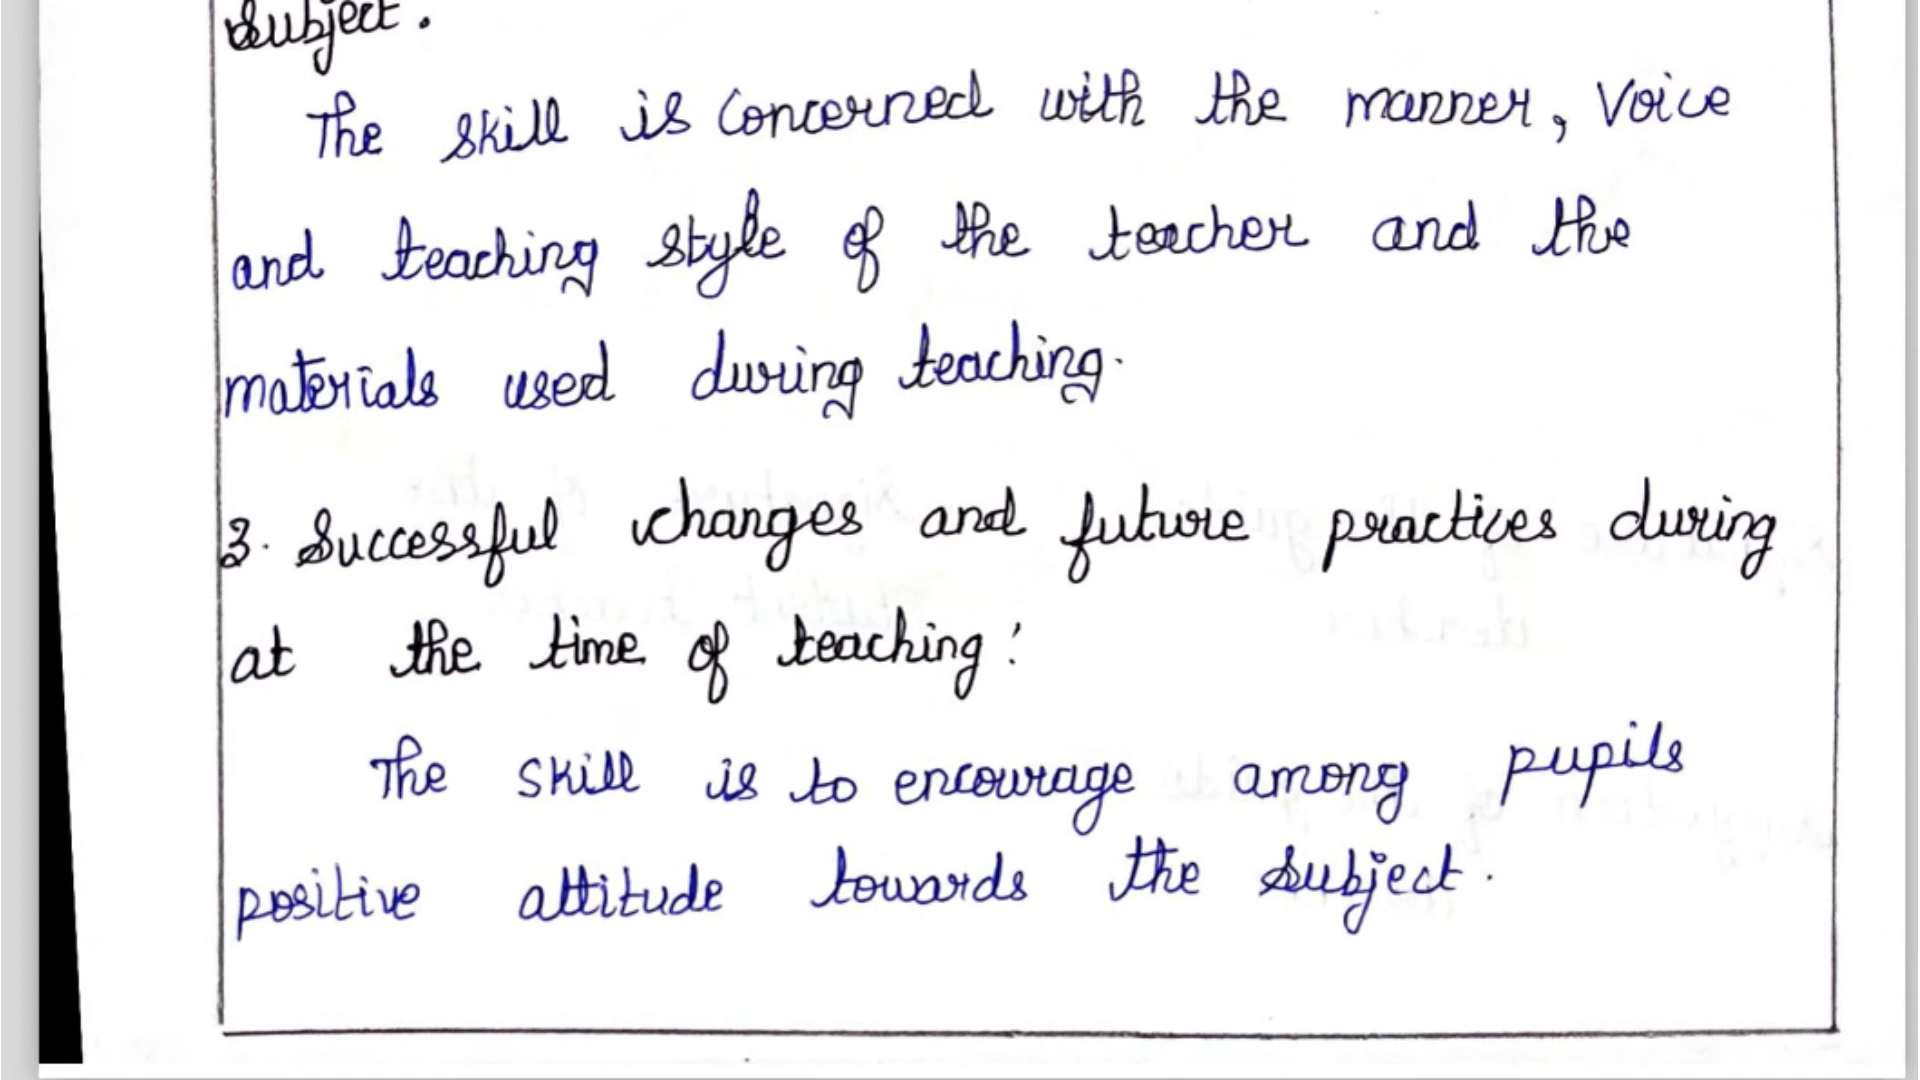 Subject.
The skill is concerned with the manner, Voice
and teaching style of the teacher and the
materials used during teaching.
3. Successful changes and future practices during
at the time of teaching:
The skill is to encourage among pupils
positive attitude towards the subject.